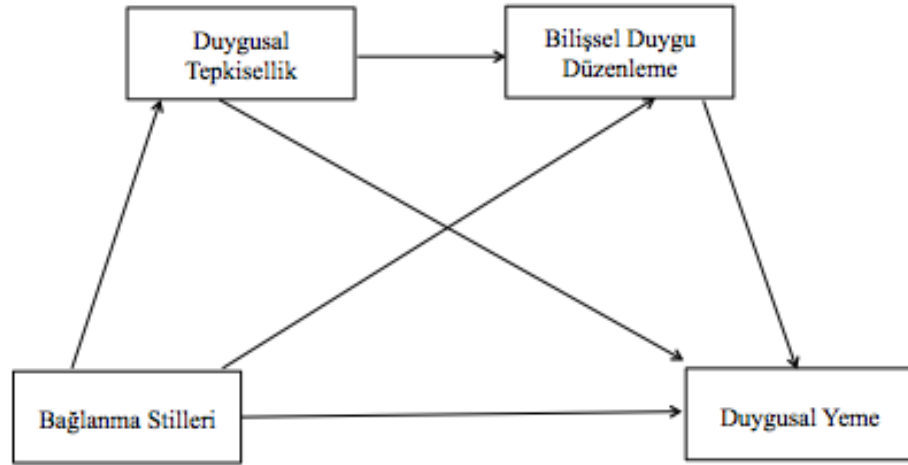 Duygusal
Tepkisellik
Bilişsel Duygu
Düzenleme
Bağlanma Stilleri
Duygusal Yeme